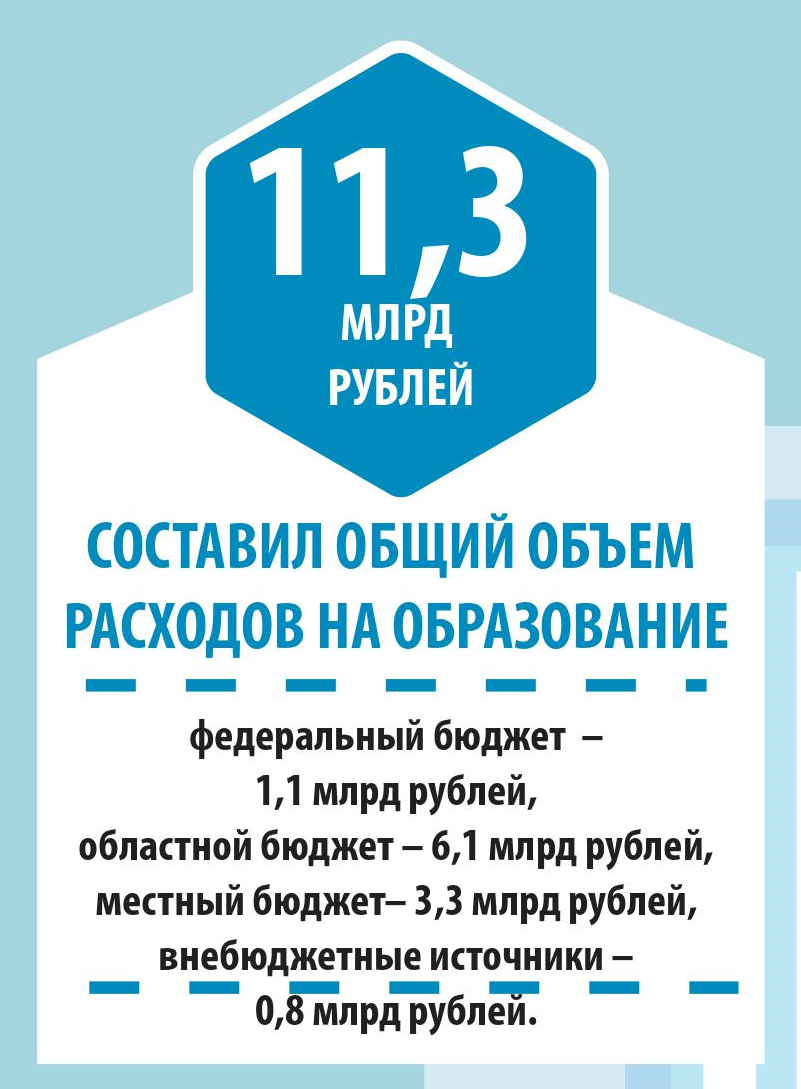 11,3
МЛРД
РУБЛЕЙ
СОСТАВИЛ ОБЩИЙ ОБЪЕМ
РАСХОДОВ НА ОБРАЗОВАНИЕ
федеральный бюджет –
1,1 млрд рублей,
областной бюджет – 6,1 млрд рублей,
местный бюджет– 3,3 млрд рублей,
внебюджетные источники –
0,8 млрд рублей.